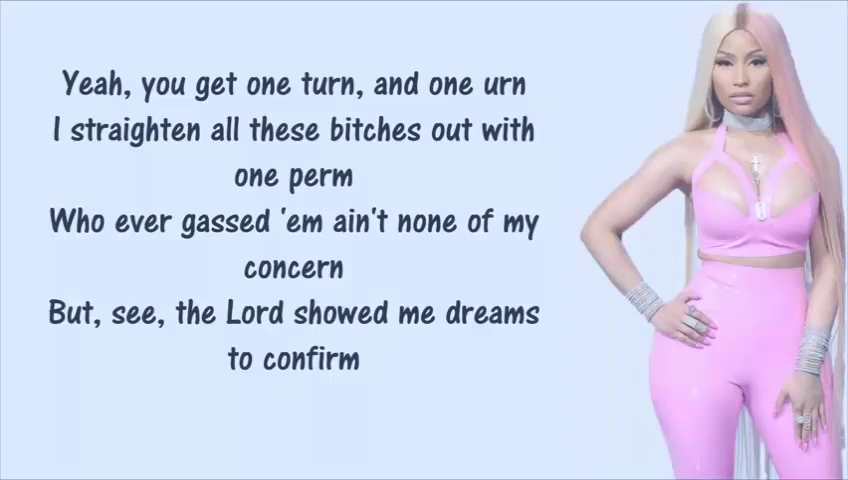 Yeah, you get one turn, and one urn
I straighten all these bitches out with
one perm
Who ever gassed 'em ain't none of my
concern
But, see, the Lord showed me dreams
to confirm